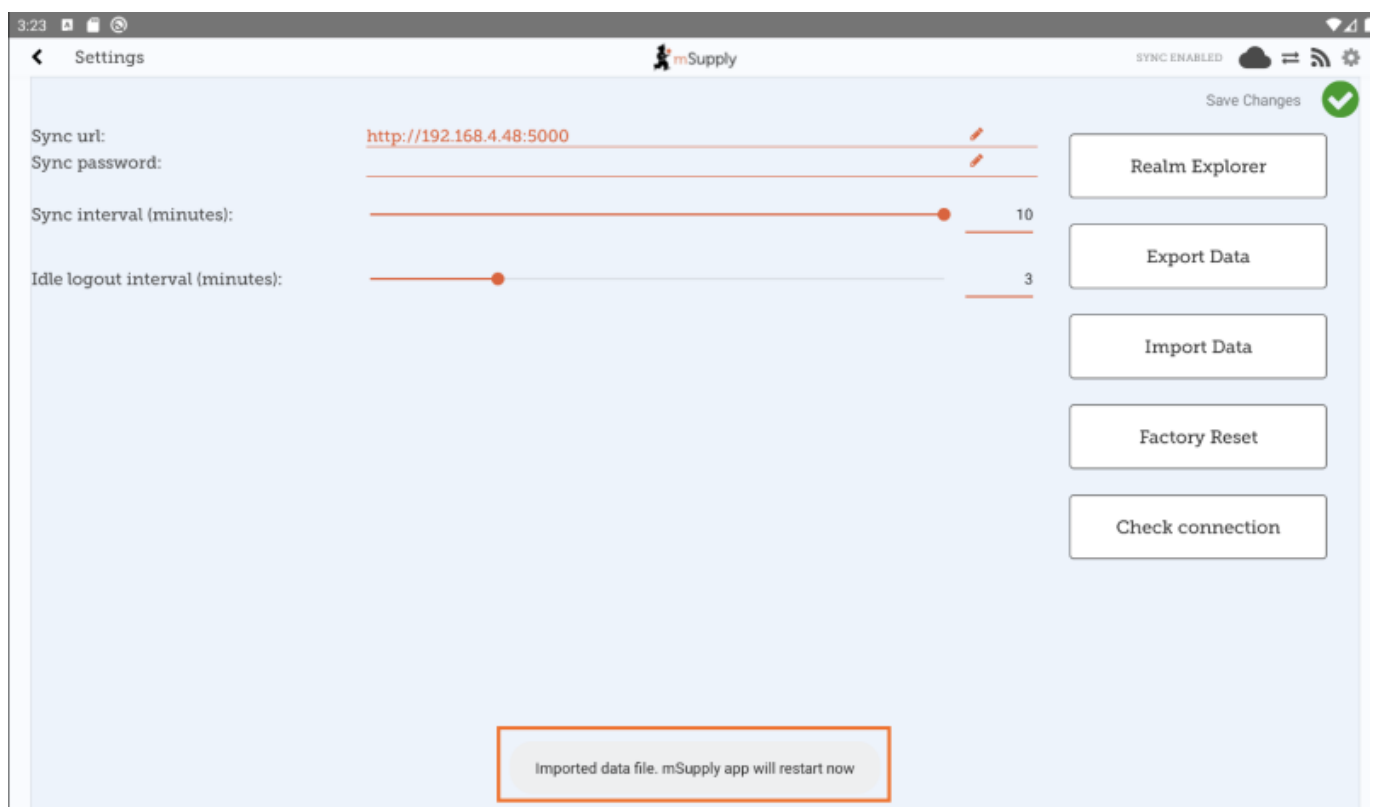 3:23
Settings
mSupply
SYNC ENABLED
Save Changes
Sync url:
http://192.168.4.48:5000
Sync password:
Sync interval (minutes):
10
Idle logout interval (minutes):
3
Realm Explorer
Export Data
Import Data
Factory Reset
Check connection
Imported data file. mSupply app will restart now